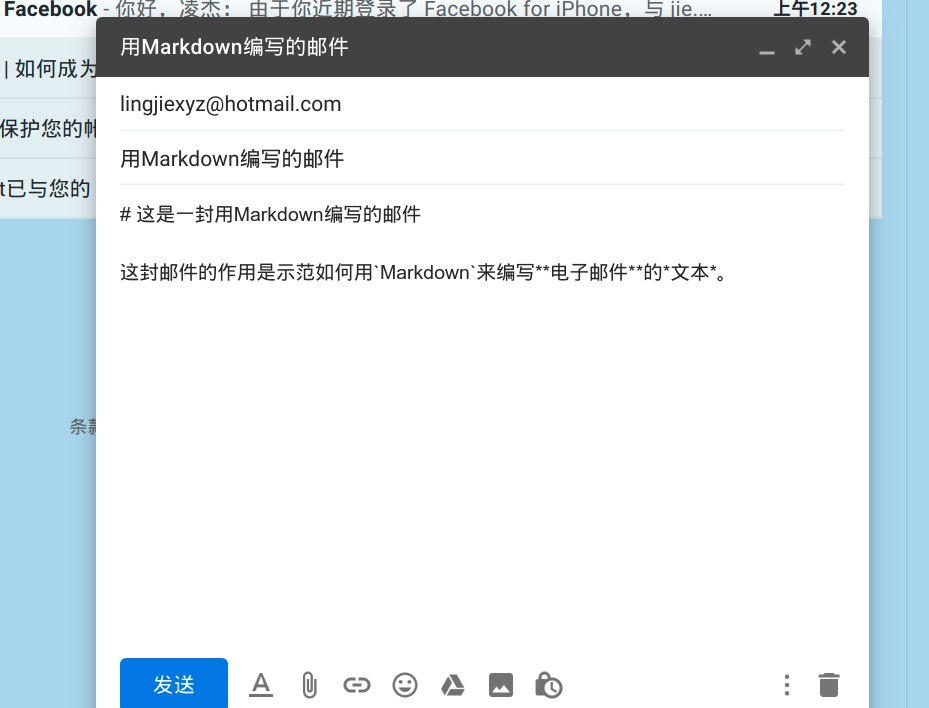 Facebook - 你好，凌杰： 由于你近期登录了 Facebook for iPhone，与 jie.... 上午12:23
用Markdown编写的邮件
| 如何成为
lingjiexyz@hotmail.com
保护您的帐
用Markdown编写的邮件
t已与您的
# 这是一封用Markdown编写的邮件
这封邮件的作用是示范如何用`Markdown`来编写**电子邮件**的*文本*。
条款
发送